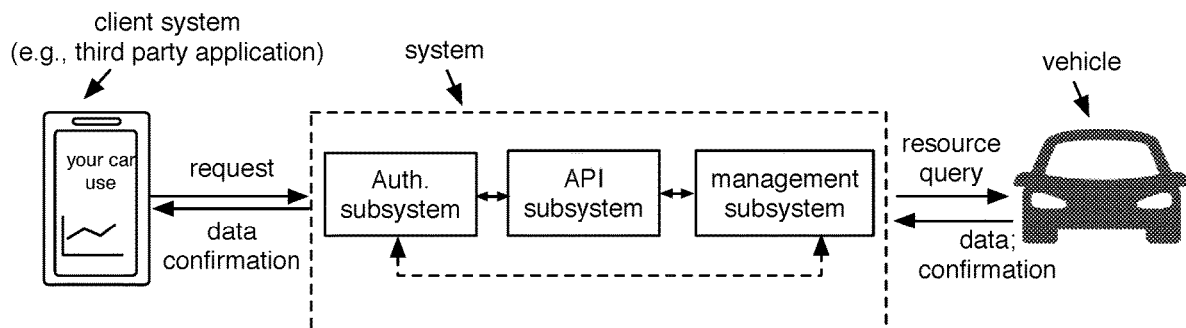 client system
(e.g., third party application)
system
vehicle
your car
use
request
data
confirmation
Auth.
subsystem
API
subsystem
management
subsystem
resource
query
data;
confirmation